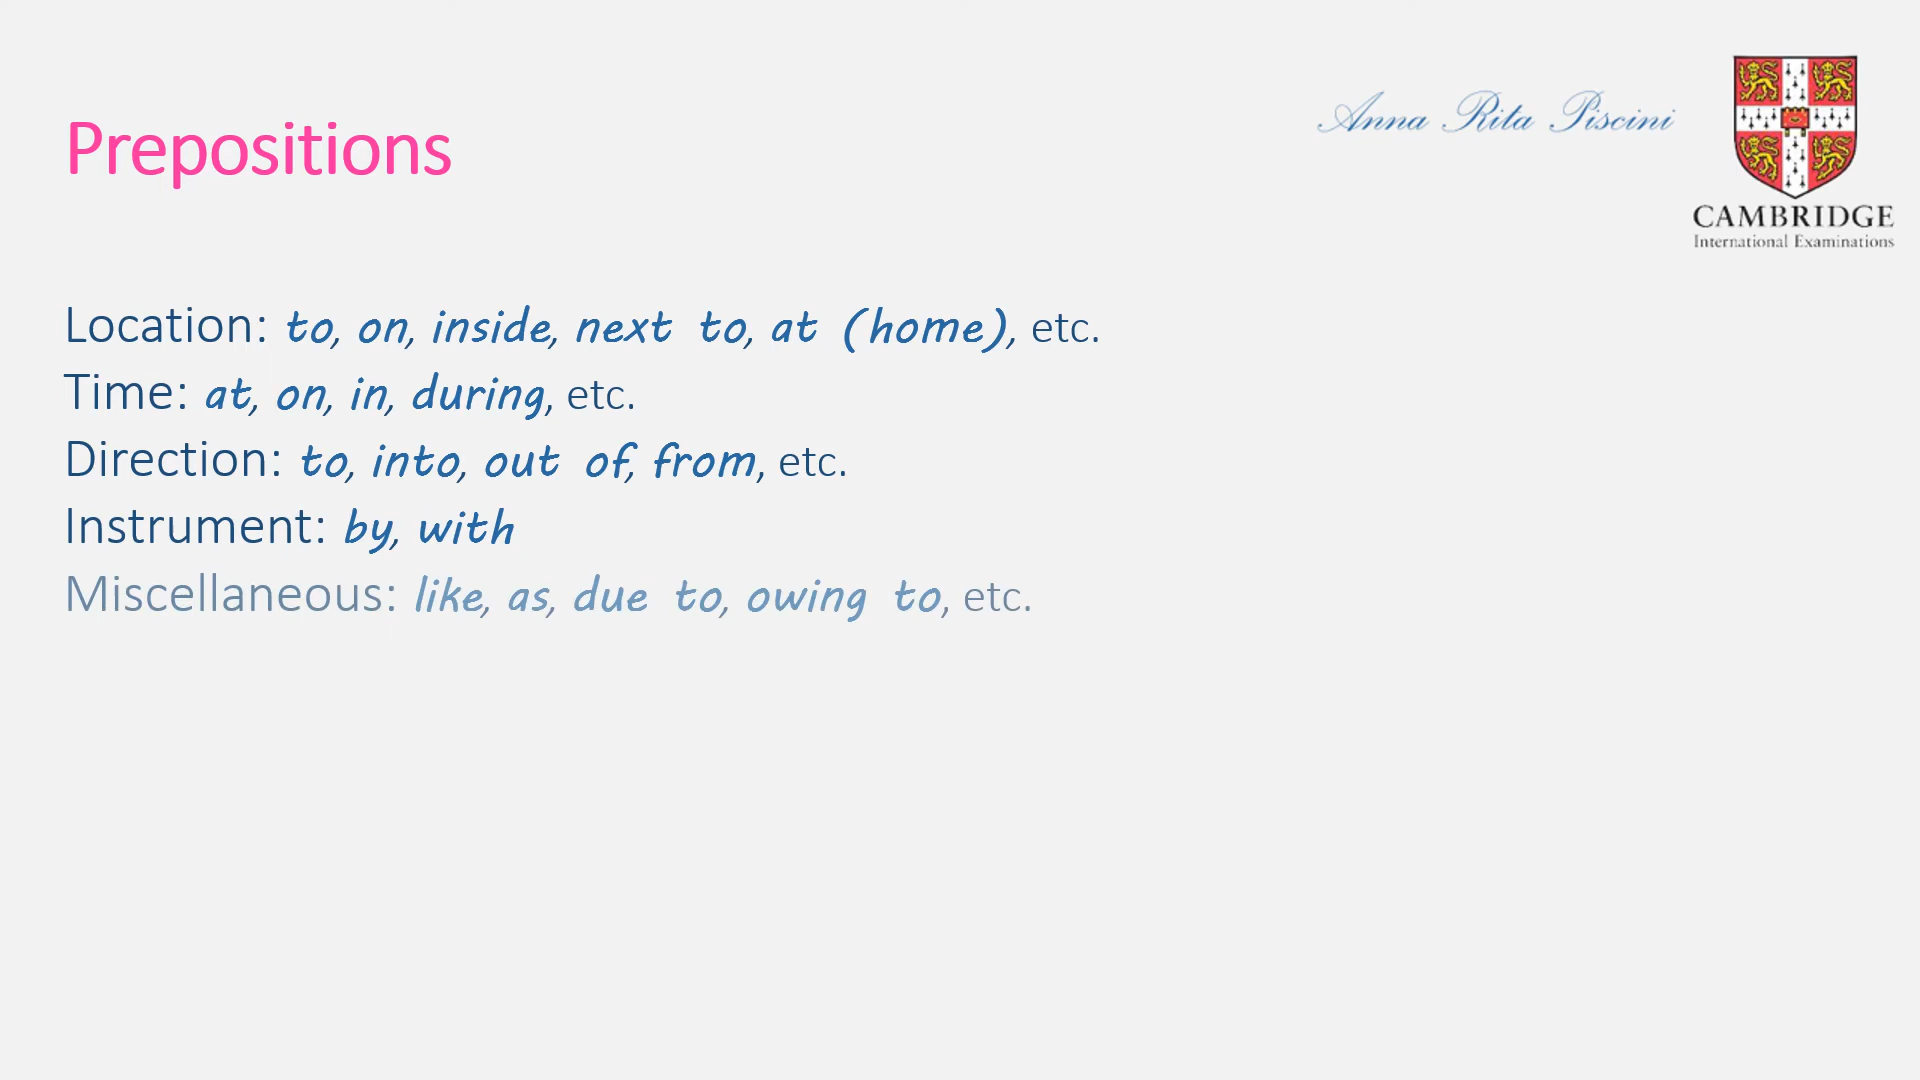 Anna Rita Piscini
Prepositions
CAMBRIDGE
International Examinations
Location: to, on, inside, next to, at (home), etc.
Time: at, on, in, during, etc.
Direction: to, into, out of, from, etc.
Instrument: by, with
Miscellaneous: like, as, due to, owing to, etc.